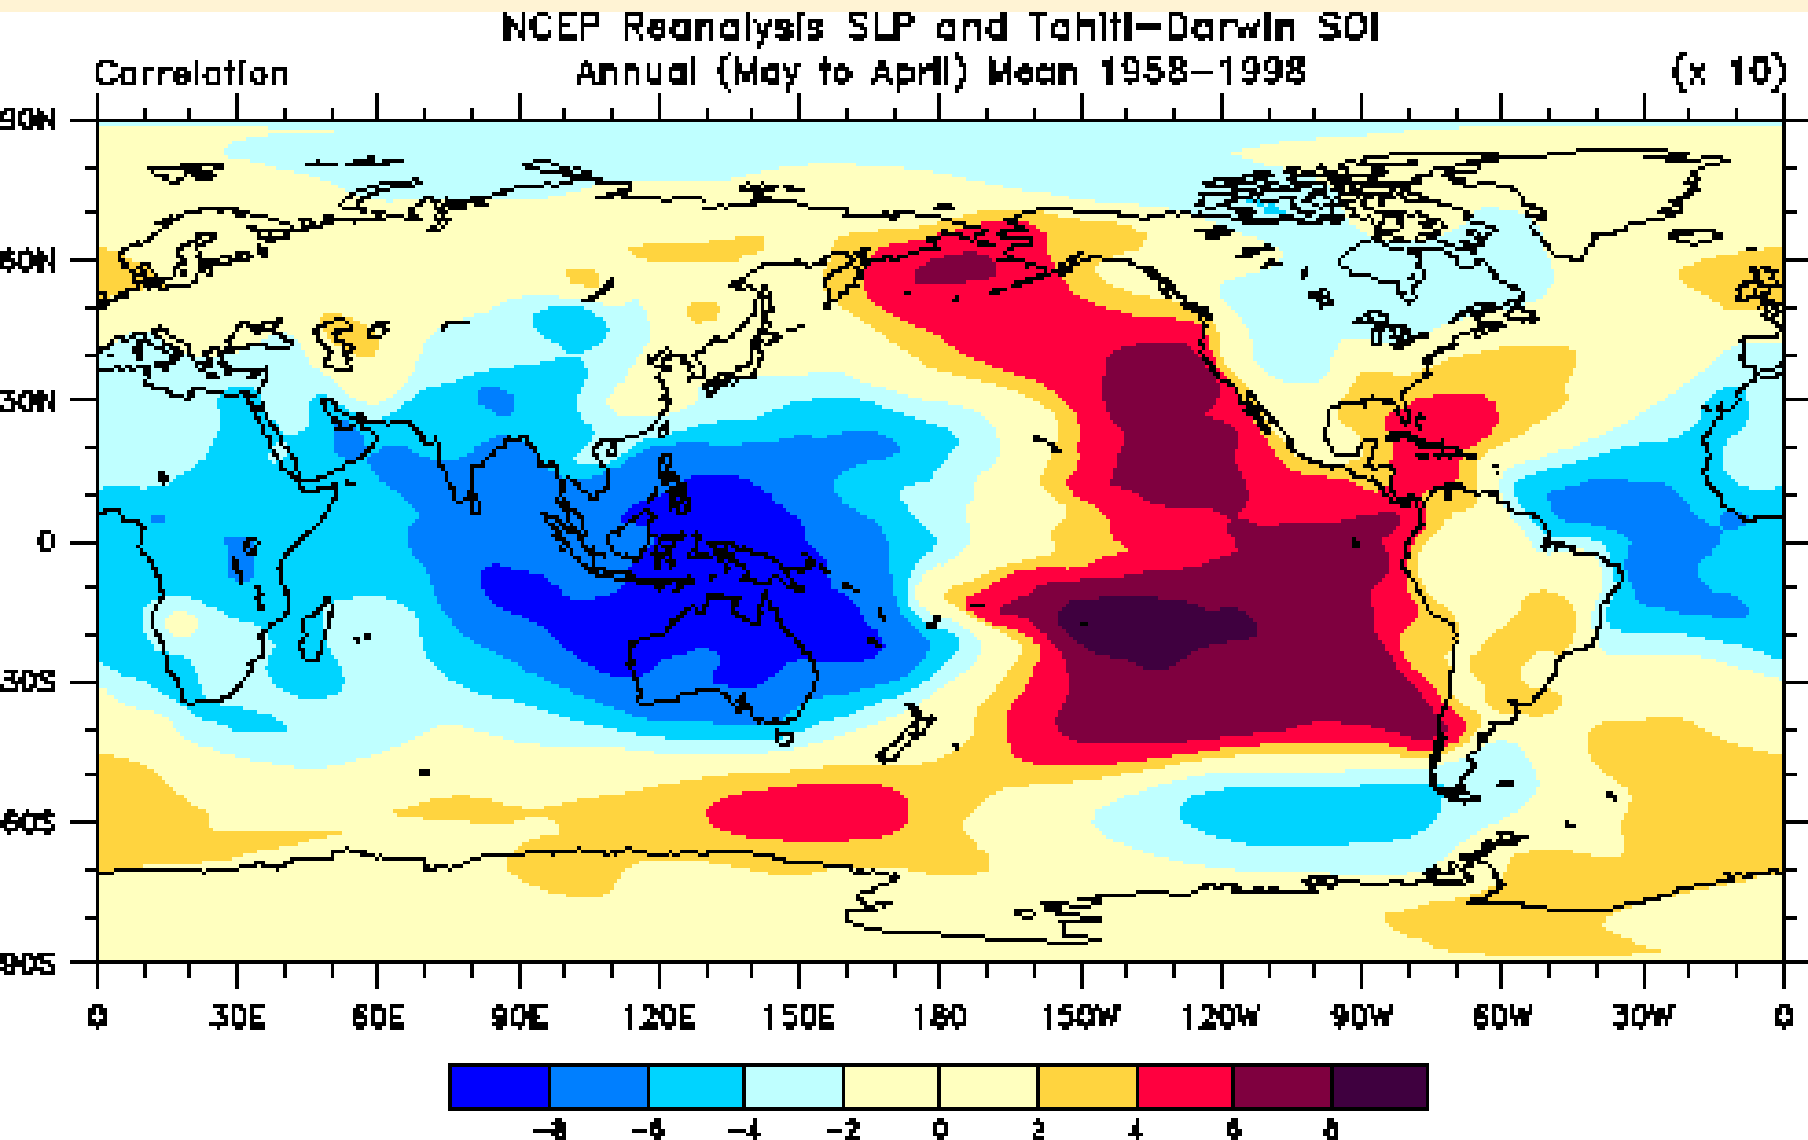 NCEP Reanalysis SLP and Tahiti-Darwin SOI
Correlation Annual (May to April) Mean 1958-1998 (x 10)
90N
60N
30N
0
30S
60S
90S
0 30E 60E 90E 120E 150E 180 150W 120W 90W 60W 30W 0
-8 -6 -4 -2 0 2 4 6 8